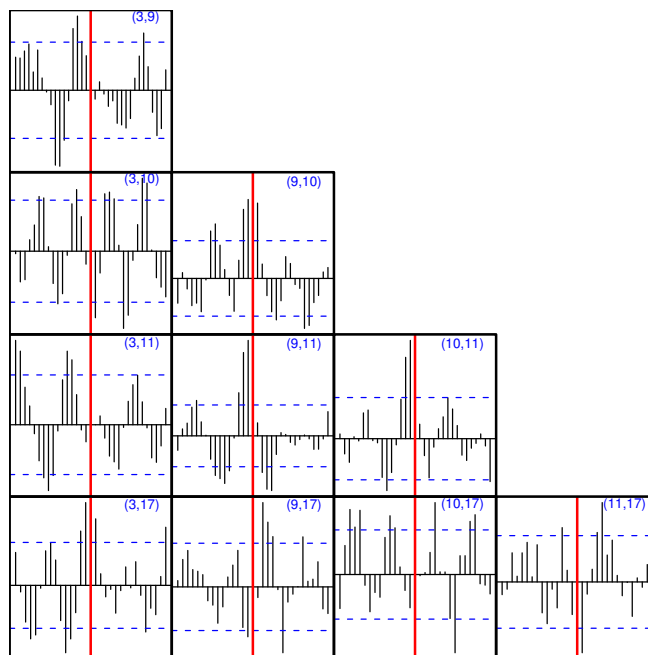 (3,9)
(3,10) (9,10)
(3,11) (9,11) (10,11)
(3,17) (9,17) (10,17) (11,17)